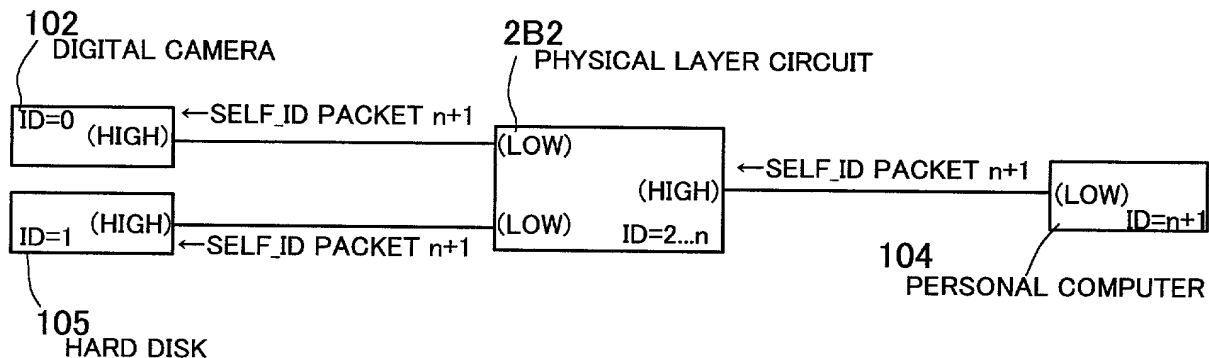 102
DIGITAL CAMERA
2B2
PHYSICAL LAYER CIRCUIT
ID=0
(HIGH)
←SELF_ID PACKET n+1
(LOW)
←SELF_ID PACKET n+1
(HIGH)
(LOW)
ID=n+1
(HIGH)
ID=1
←SELF_ID PACKET n+1
(LOW)
ID=2...n
104
PERSONAL COMPUTER
105
HARD DISK